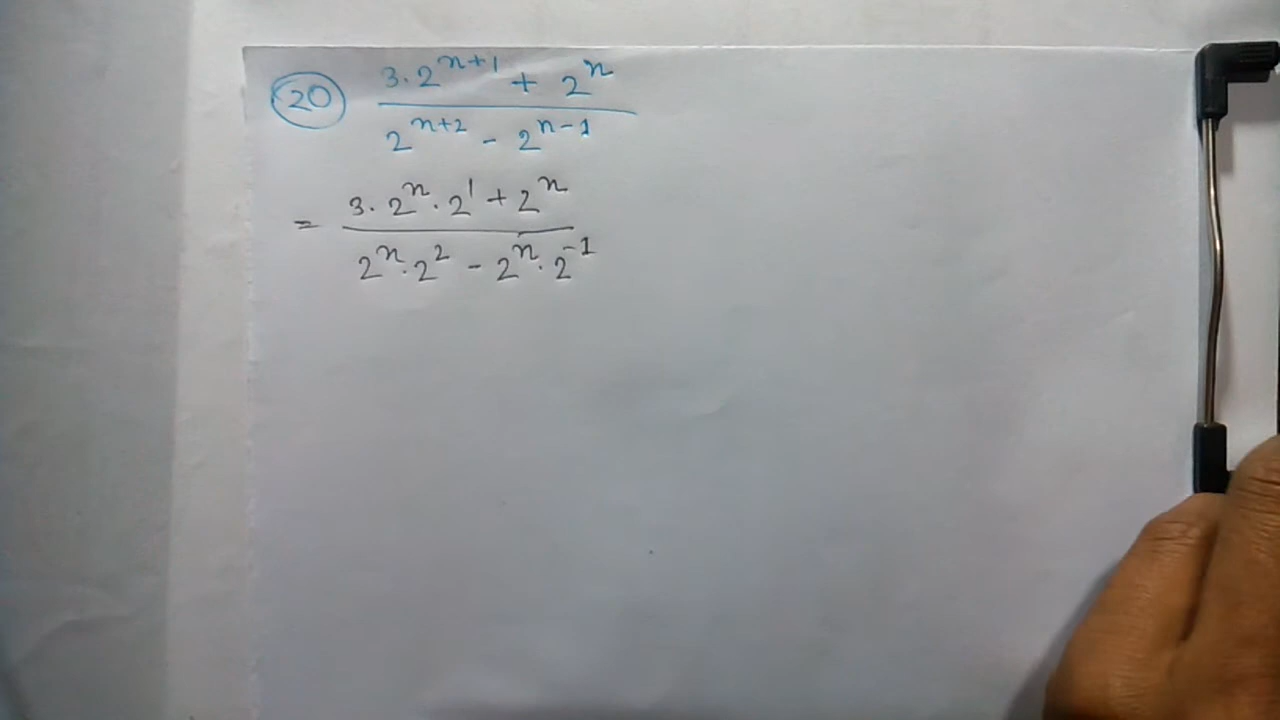 20 3·2^{n+1} + 2^n
2^{n+2} - 2^{n-1}
= 3·2^n·2^1 + 2^n
2^n·2^2 - 2^n·2^{-1}